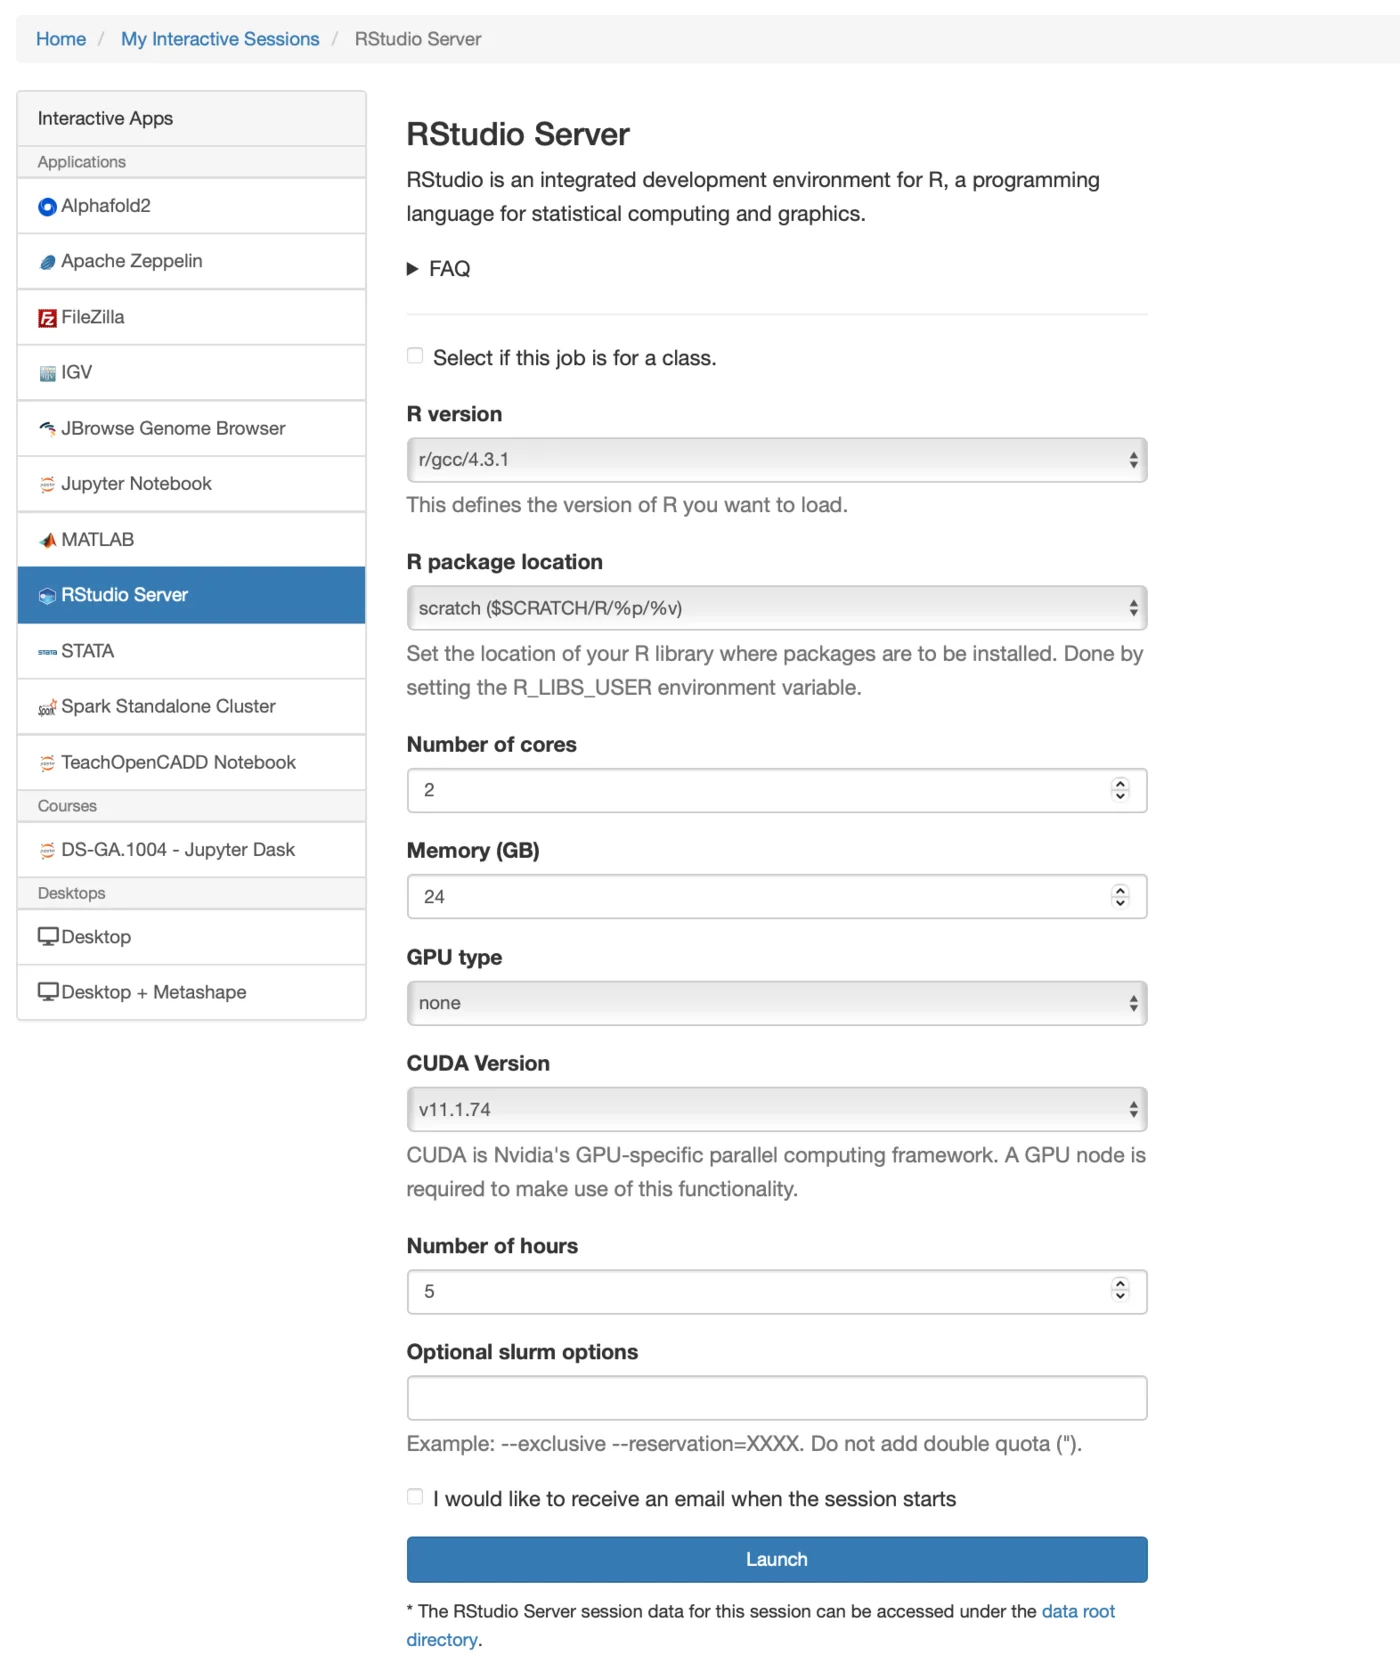 Home / My Interactive Sessions / RStudio Server
Interactive Apps
Applications
Alphafold2
Apache Zeppelin
FileZilla
IGV
JBrowse Genome Browser
Jupyter Notebook
MATLAB
RStudio Server
STATA
Spark Standalone Cluster
TeachOpenCADD Notebook
Courses
DS-GA.1004 - Jupyter Dask
Desktops
Desktop
Desktop + Metashape
RStudio Server
RStudio is an integrated development environment for R, a programming
language for statistical computing and graphics.
FAQ
Select if this job is for a class.
R version
r/gcc/4.3.1
This defines the version of R you want to load.
R package location
scratch ($SCRATCH/R/%p/%v)
Set the location of your R library where packages are to be installed. Done by
setting the R_LIBS_USER environment variable.
Number of cores
2
Memory (GB)
24
GPU type
none
CUDA Version
v11.1.74
CUDA is Nvidia's GPU-specific parallel computing framework. A GPU node is
required to make use of this functionality.
Number of hours
5
Optional slurm options
Example: --exclusive --reservation=XXXX. Do not add double quota (").
I would like to receive an email when the session starts
Launch
* The RStudio Server session data for this session can be accessed under the data root
directory.